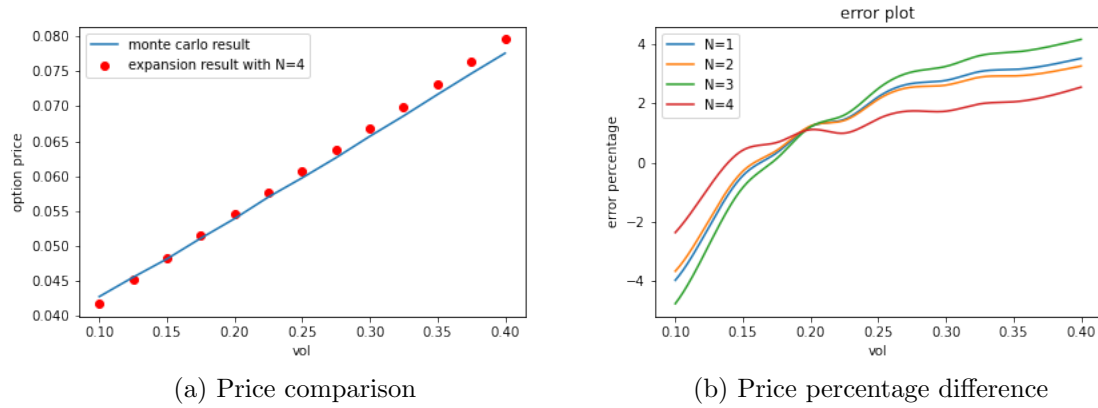 0.080
0.075
0.070
0.065
0.060
0.055
0.050
0.045
0.040
option price
monte carlo result
expansion result with N=4
0.10 0.15 0.20 0.25 0.30 0.35 0.40
vol
(a) Price comparison
error plot
4
2
0
−2
−4
error percentage
N=1
N=2
N=3
N=4
0.10 0.15 0.20 0.25 0.30 0.35 0.40
vol
(b) Price percentage difference